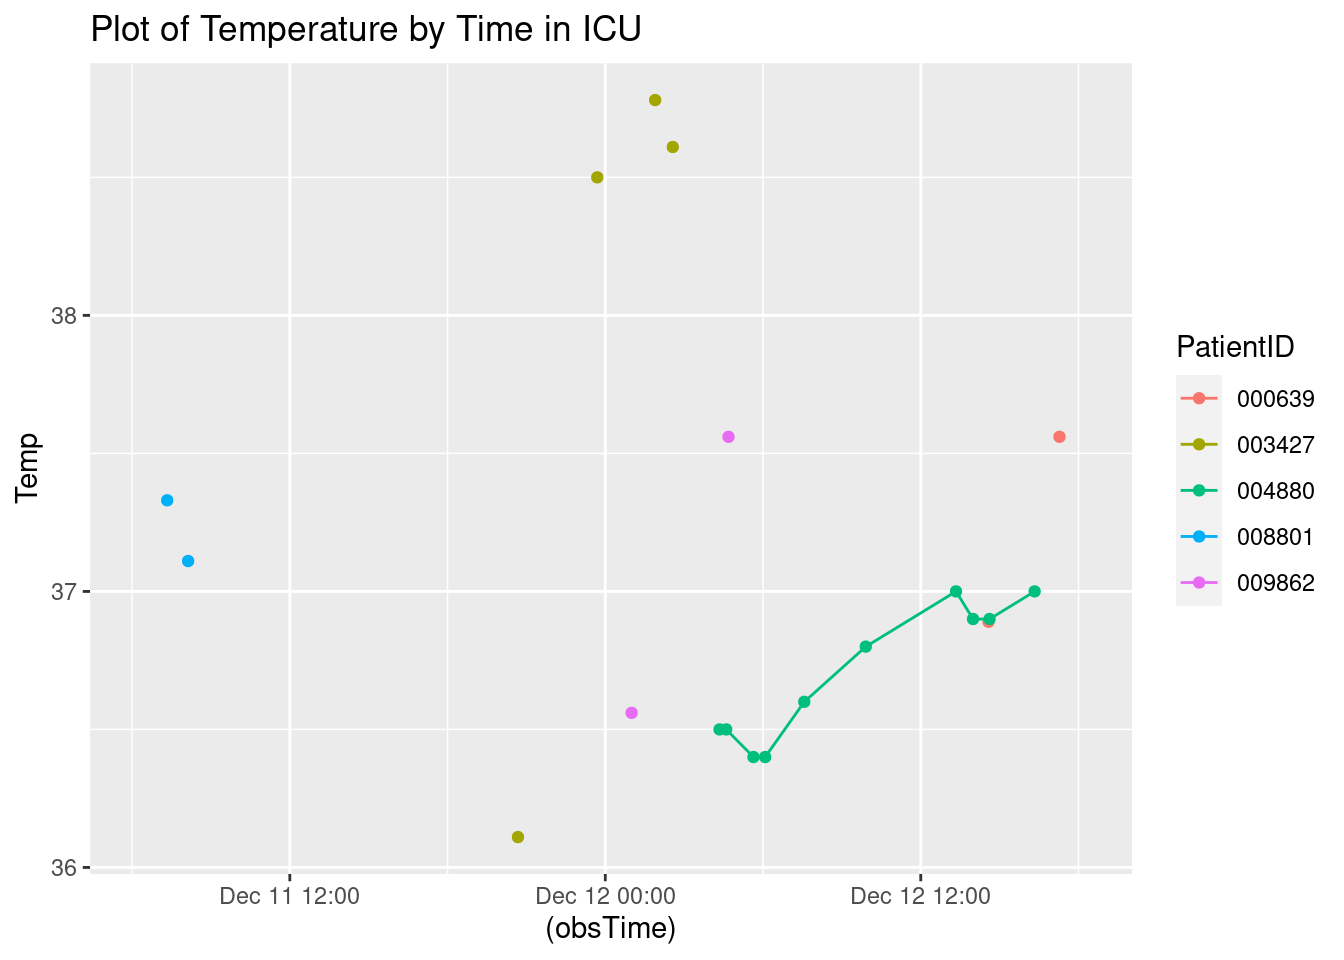 Plot of Temperature by Time in ICU
Temp
38
37
36
Dec 11 12:00
Dec 12 00:00
Dec 12 12:00
(obsTime)
PatientID
000639
003427
004880
008801
009862